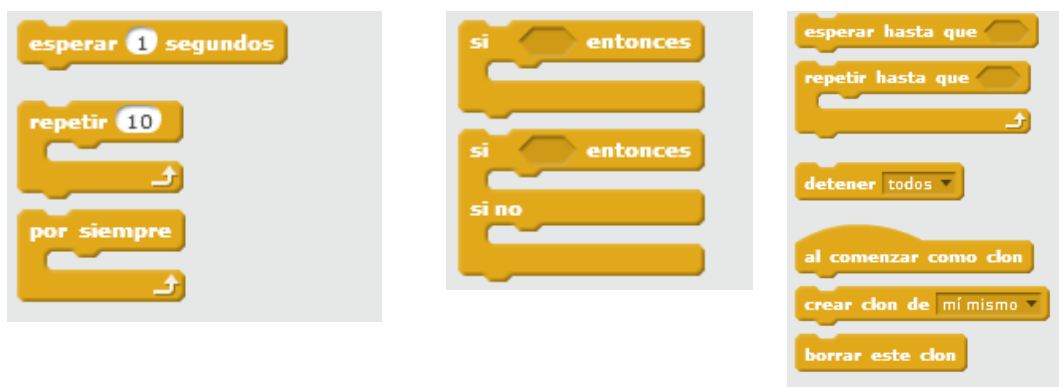 esperar 1 segundos
repetir 10
por siempre
si entonces
si entonces
si no
esperar hasta que
repetir hasta que
detener todos
al comenzar como clon
crear clon de mí mismo
borrar este clon